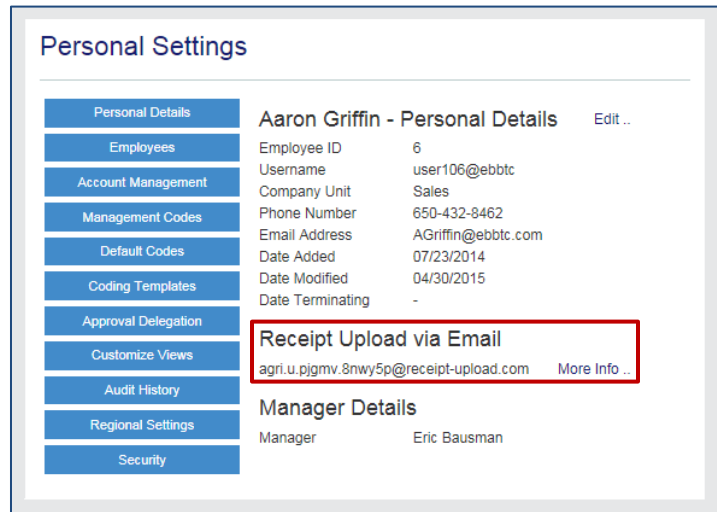 Personal Settings
Personal Details
Employees
Account Management
Management Codes
Default Codes
Coding Templates
Approval Delegation
Customize Views
Audit History
Regional Settings
Security
Aaron Griffin - Personal Details Edit ..
Employee ID 6
Username user106@ebbtc
Company Unit Sales
Phone Number 650-432-8462
Email Address AGriffin@ebbtc.com
Date Added 07/23/2014
Date Modified 04/30/2015
Date Terminating -
Receipt Upload via Email
agri.u.pjgmv.8nwy5p@receipt-upload.com More Info ..
Manager Details
Manager Eric Bausman